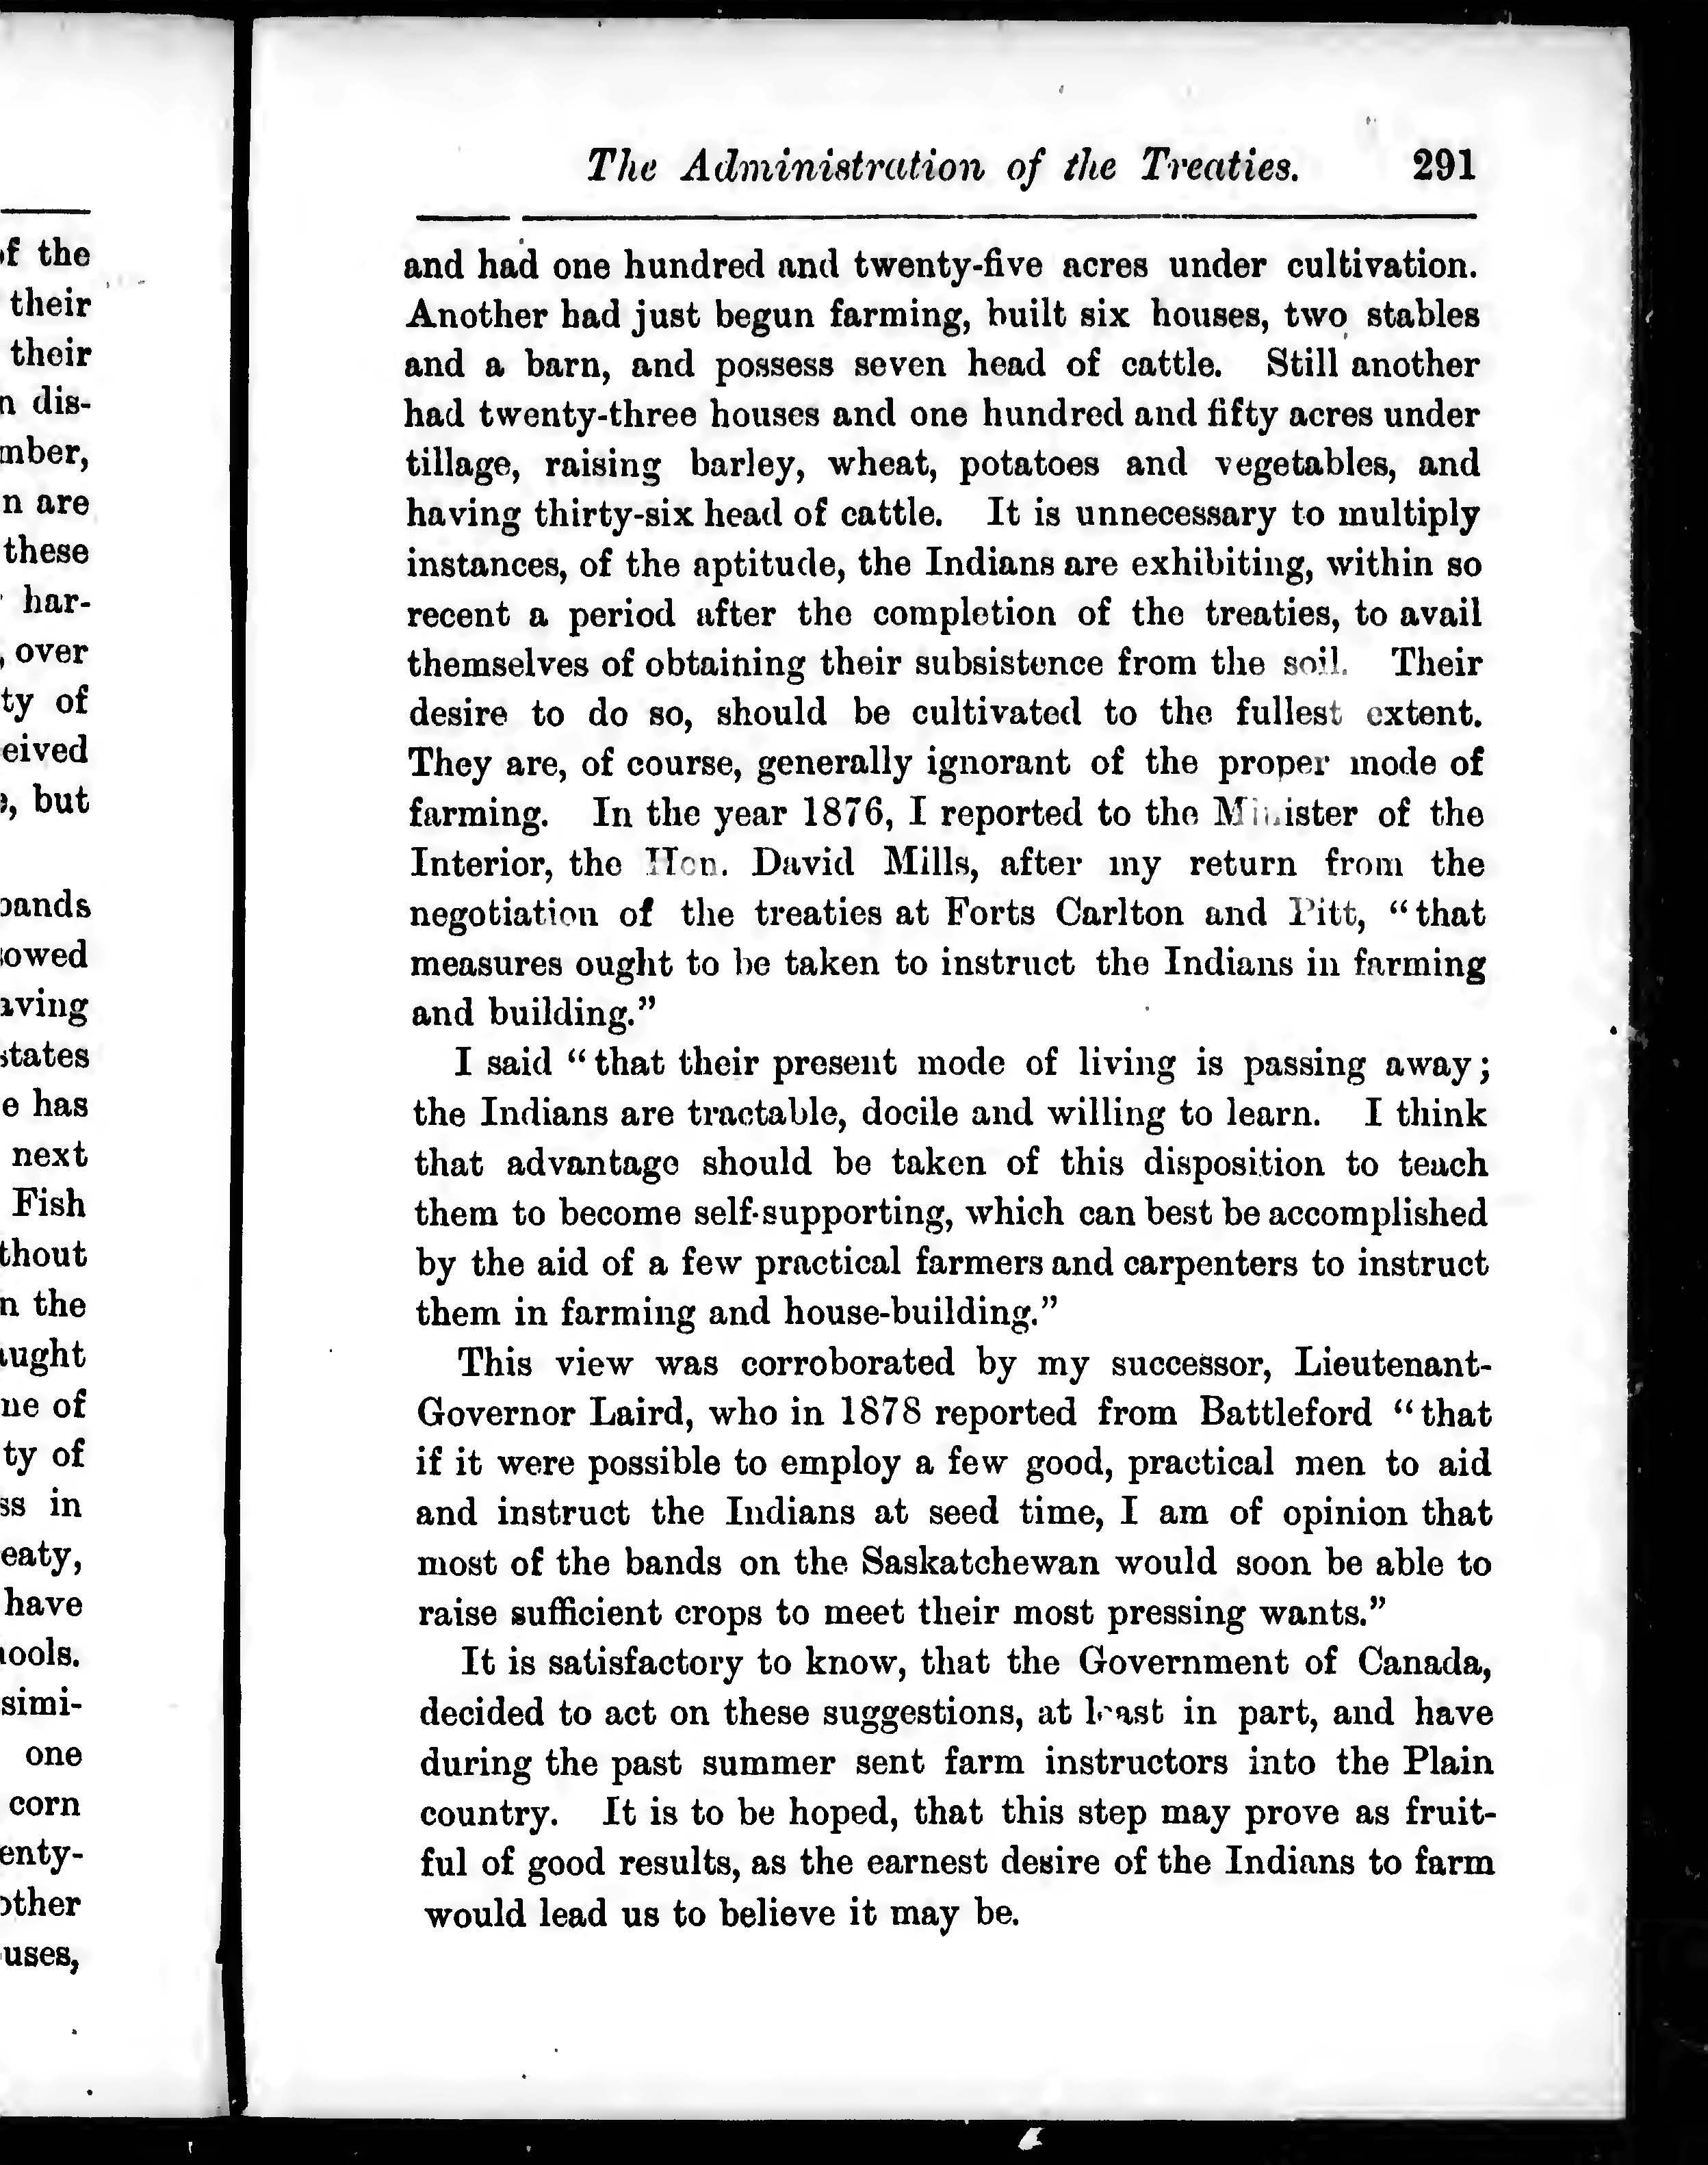 The Administration of the Treaties. 291
and had one hundred and twenty-five acres under cultivation.
Another had just begun farming, built six houses, two stables
and a barn, and possess seven head of cattle. Still another
had twenty-three houses and one hundred and fifty acres under
tillage, raising barley, wheat, potatoes and vegetables, and
having thirty-six head of cattle. It is unnecessary to multiply
instances, of the aptitude, the Indians are exhibiting, within so
recent a period after the completion of the treaties, to avail
themselves of obtaining their subsistence from the soil. Their
desire to do so, should be cultivated to the fullest extent.
They are, of course, generally ignorant of the proper mode of
farming. In the year 1876, I reported to the Minister of the
Interior, the Hon. David Mills, after my return from the
negotiation of the treaties at Forts Carlton and Pitt, “that
measures ought to be taken to instruct the Indians in farming
and building.”
I said “that their present mode of living is passing away;
the Indians are tractable, docile and willing to learn. I think
that advantage should be taken of this disposition to teach
them to become self-supporting, which can best be accomplished
by the aid of a few practical farmers and carpenters to instruct
them in farming and house-building.”
This view was corroborated by my successor, Lieutenant-
Governor Laird, who in 1878 reported from Battleford “that
if it were possible to employ a few good, practical men to aid
and instruct the Indians at seed time, I am of opinion that
most of the bands on the Saskatchewan would soon be able to
raise sufficient crops to meet their most pressing wants.”
It is satisfactory to know, that the Government of Canada,
decided to act on these suggestions, at least in part, and have
during the past summer sent farm instructors into the Plain
country. It is to be hoped, that this step may prove as fruit-
ful of good results, as the earnest desire of the Indians to farm
would lead us to believe it may be.
the
their
their
dis-
are
these
har-
over
of
but
has
next
Fish
the
of
of
in
have
simi-
one
corn